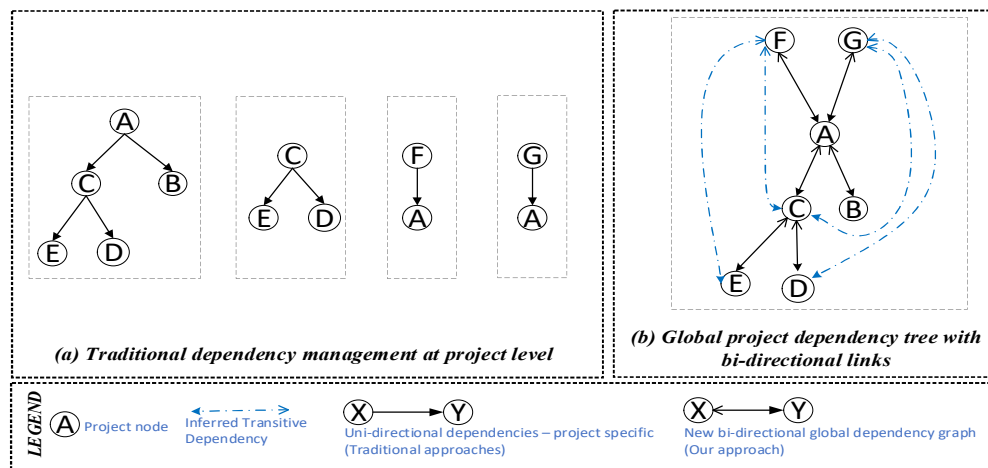 A
C
B
E
D
C
E
D
F
A
G
A
(a) Traditional dependency management at project level
F
G
A
C
B
E
D
(b) Global project dependency tree with
bi-directional links
LEGEND
A
Project node
Inferred Transitive
Dependency
X
Y
Uni-directional dependencies – project specific
(Traditional approaches)
X
Y
New bi-directional global dependency graph
(Our approach)